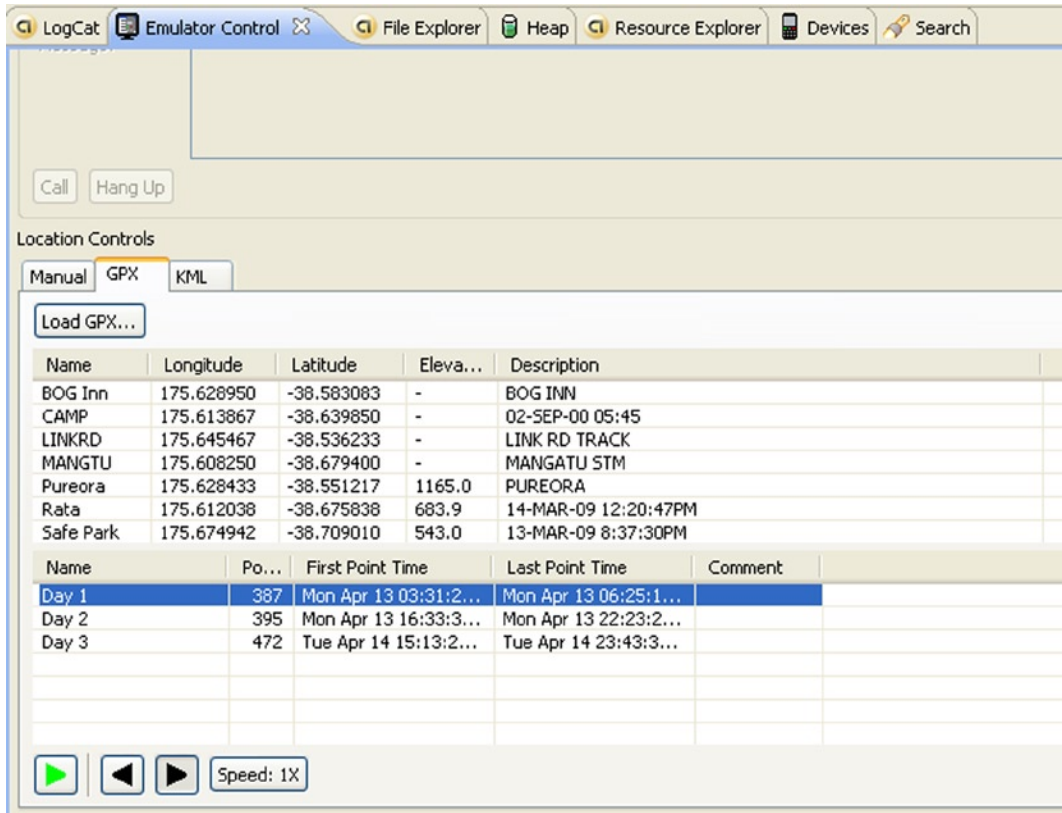 LogCat Emulator Control File Explorer Heap Resource Explorer Devices Search
Call Hang Up
Location Controls
Manual GPX KML
Load GPX...
Name Longitude Latitude Eleva... Description
BOG Inn 175.628950 -38.583083 - BOG INN
CAMP 175.613867 -38.639850 - 02-SEP-00 05:45
LINKRD 175.645467 -38.536233 - LINK RD TRACK
MANGTU 175.608250 -38.679400 - MANGATU STM
Pureora 175.628433 -38.551217 1165.0 PUREORA
Rata 175.612038 -38.675838 683.9 14-MAR-09 12:20:47PM
Safe Park 175.674942 -38.709010 543.0 13-MAR-09 8:37:30PM
Name Po... First Point Time Last Point Time Comment
Day 1 387 Mon Apr 13 03:31:2... Mon Apr 13 06:25:1...
Day 2 395 Mon Apr 13 16:33:3... Mon Apr 13 22:23:2...
Day 3 472 Tue Apr 14 15:13:2... Tue Apr 14 23:43:3...
Speed: 1X